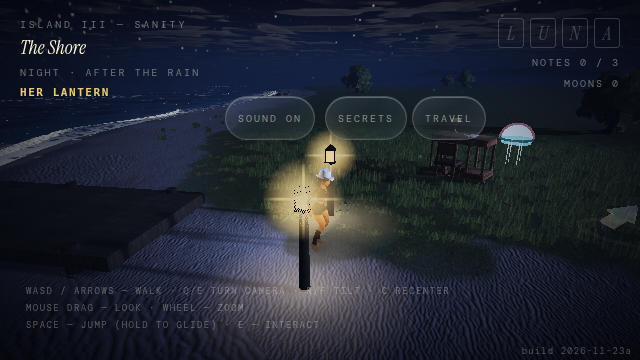 ISLAND III — SANITY
The Shore
NIGHT · AFTER THE RAIN
HER LANTERN
L U N A
NOTES 0 / 3
MOONS 0
SOUND ON
SECRETS
TRAVEL
WASD / ARROWS — WALK · Q/E TURN CAMERA · R/F TILT · C RECENTER
MOUSE DRAG — LOOK · WHEEL — ZOOM
SPACE — JUMP (HOLD TO GLIDE) · E — INTERACT
build 2026-11-23a